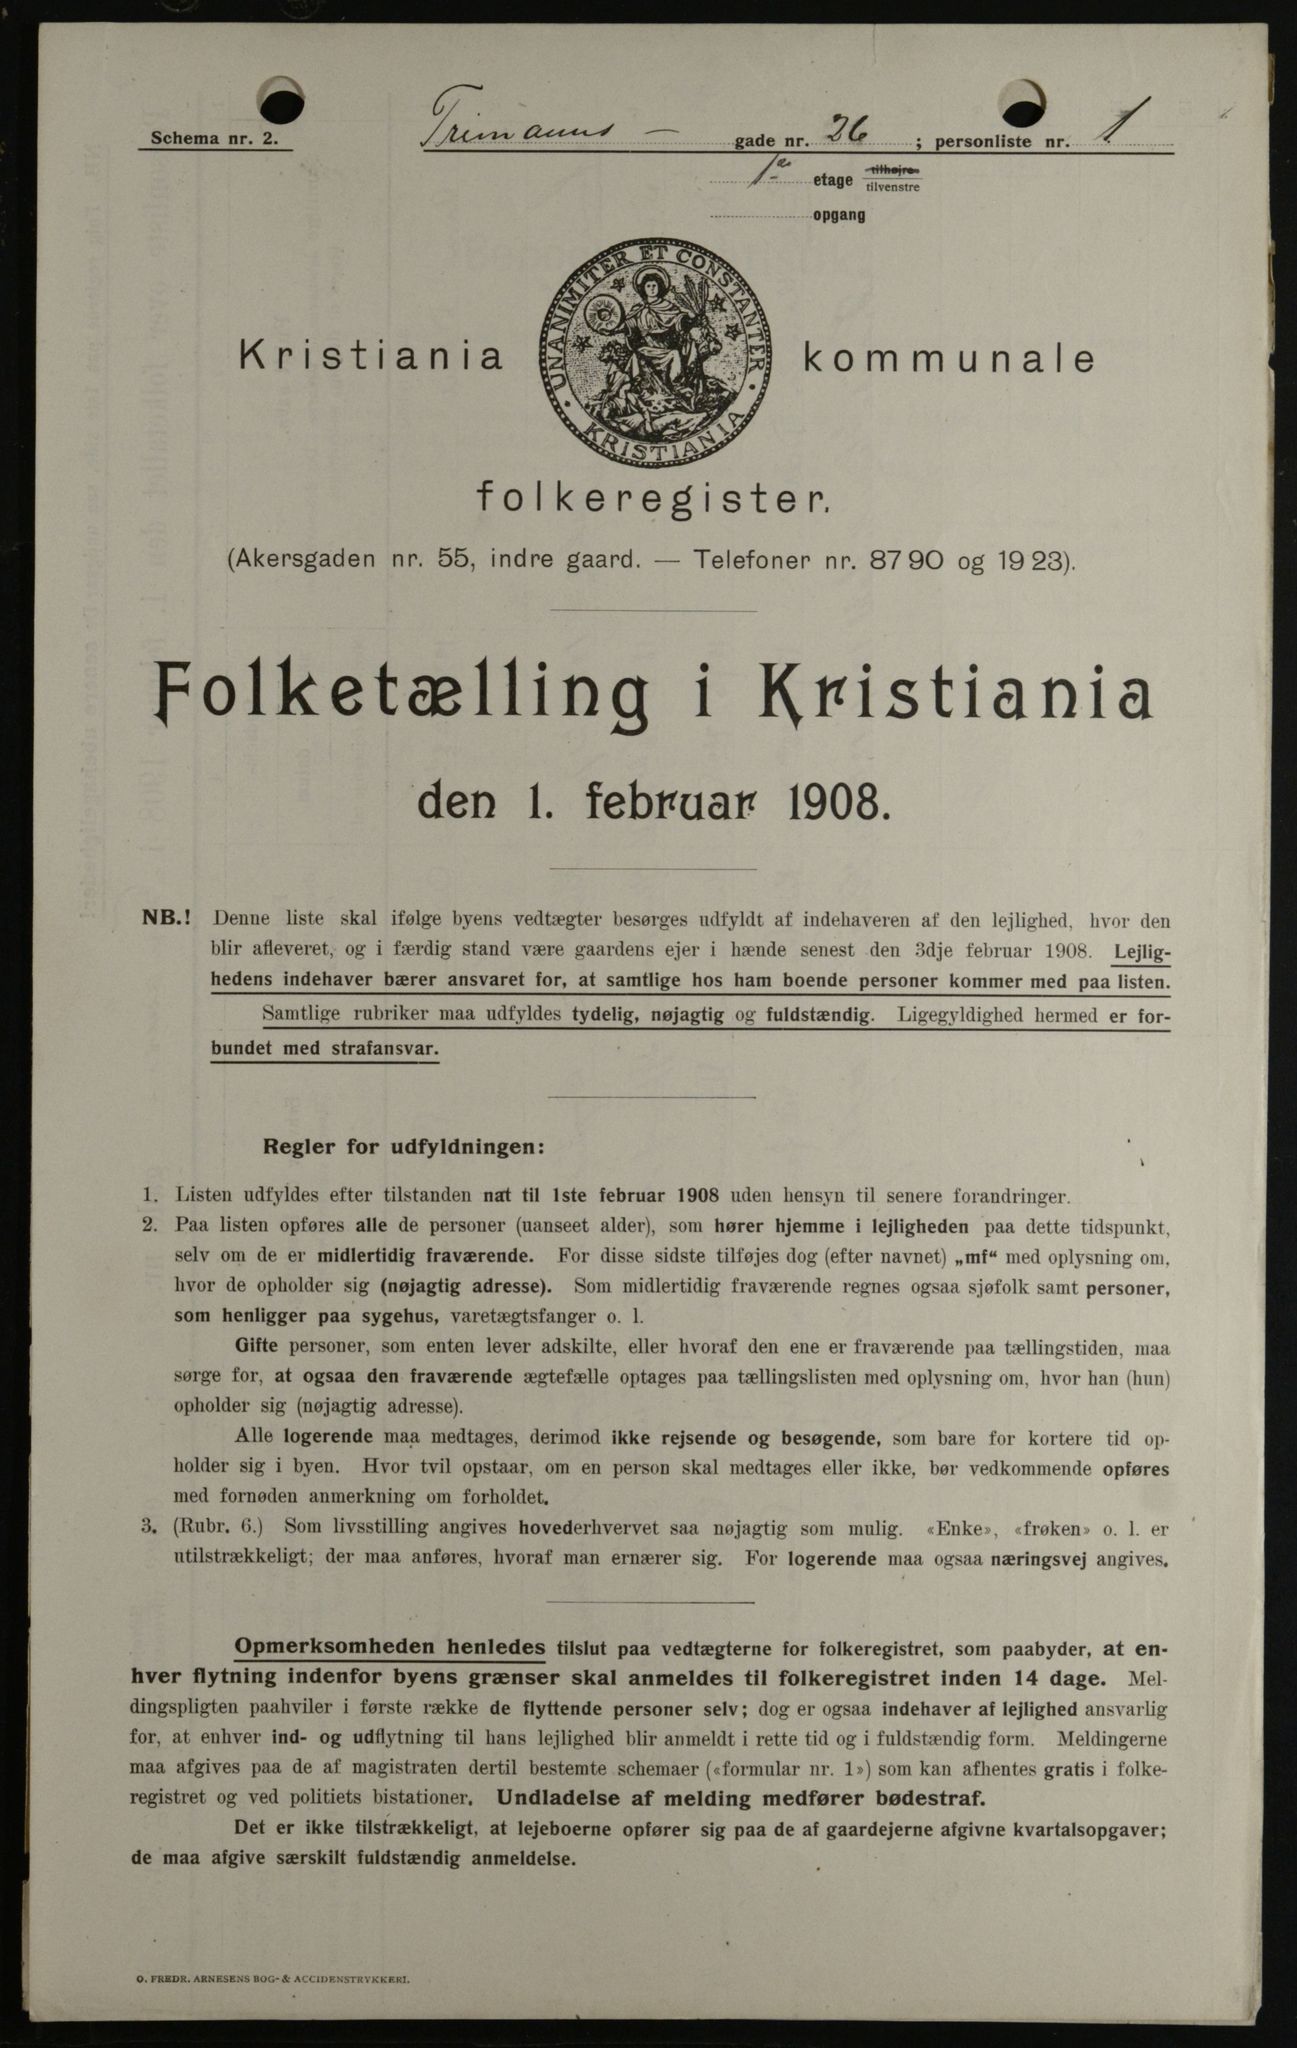 Schema nr. 2.
Trimanns — gade nr. 26 ; personliste nr. 1
1ste etage tilhøjre
tilvenstre
opgang
UNANIMITER ET CONSTANTER
KRISTIANIA
Kristiania kommunale
folkeregister.
(Akersgaden nr. 55, indre gaard. — Telefoner nr. 8790 og 1923).
Folketælling i Kristiania
den 1. februar 1908.
NB.! Denne liste skal ifølge byens vedtægter besørges udfyldt af indehaveren af den lejlighed, hvor den
blir afleveret, og i færdig stand være gaardens ejer i hænde senest den 3dje februar 1908. Lejlig-
hedens indehaver bærer ansvaret for, at samtlige hos ham boende personer kommer med paa listen.
Samtlige rubriker maa udfyldes tydelig, nøjagtig og fuldstændig. Ligegyldighed hermed er for-
bundet med strafansvar.
Regler for udfyldningen:
1. Listen udfyldes efter tilstanden nat til 1ste februar 1908 uden hensyn til senere forandringer.
2. Paa listen opføres alle de personer (uanseet alder), som hører hjemme i lejligheden paa dette tidspunkt,
selv om de er midlertidig fraværende. For disse sidste tilføjes dog (efter navnet) „mf“ med oplysning om,
hvor de opholder sig (nøjagtig adresse). Som midlertidig fraværende regnes ogsaa sjøfolk samt personer,
som henligger paa sygehus, varetægtsfanger o. l.
Gifte personer, som enten lever adskilte, eller hvoraf den ene er fraværende paa tællingstiden, maa
sørge for, at ogsaa den fraværende ægtefælle optages paa tællingslisten med oplysning om, hvor han (hun)
opholder sig (nøjagtig adresse).
Alle logerende maa medtages, derimod ikke rejsende og besøgende, som bare for kortere tid op-
holder sig i byen. Hvor tvil opstaar, om en person skal medtages eller ikke, bør vedkommende opføres
med fornøden anmerkning om forholdet.
3. (Rubr. 6.) Som livsstilling angives hovederhvervet saa nøjagtig som mulig. «Enke», «frøken» o. l. er
utilstrækkeligt; der maa anføres, hvoraf man ernærer sig. For logerende maa ogsaa næringsvej angives.
Opmerksomheden henledes tilslut paa vedtægterne for folkeregistret, som paabyder, at en-
hver flytning indenfor byens grænser skal anmeldes til folkeregistret inden 14 dage. Mel-
dingspligten paahviler i første række de flyttende personer selv; dog er ogsaa indehaver af lejlighed ansvarlig
for, at enhver ind- og udflytning til hans lejlighed blir anmeldt i rette tid og i fuldstændig form. Meldingerne
maa afgives paa de af magistraten dertil bestemte schemaer («formular nr. 1») som kan afhentes gratis i folke-
registret og ved politiets bistationer. Undladelse af melding medfører bødestraf.
Det er ikke tilstrækkeligt, at lejeboerne opfører sig paa de af gaardejerne afgivne kvartalsopgaver;
de maa afgive særskilt fuldstændig anmeldelse.
O. FREDR. ARNESENS BOG- & ACCIDENSTRYKKERI.